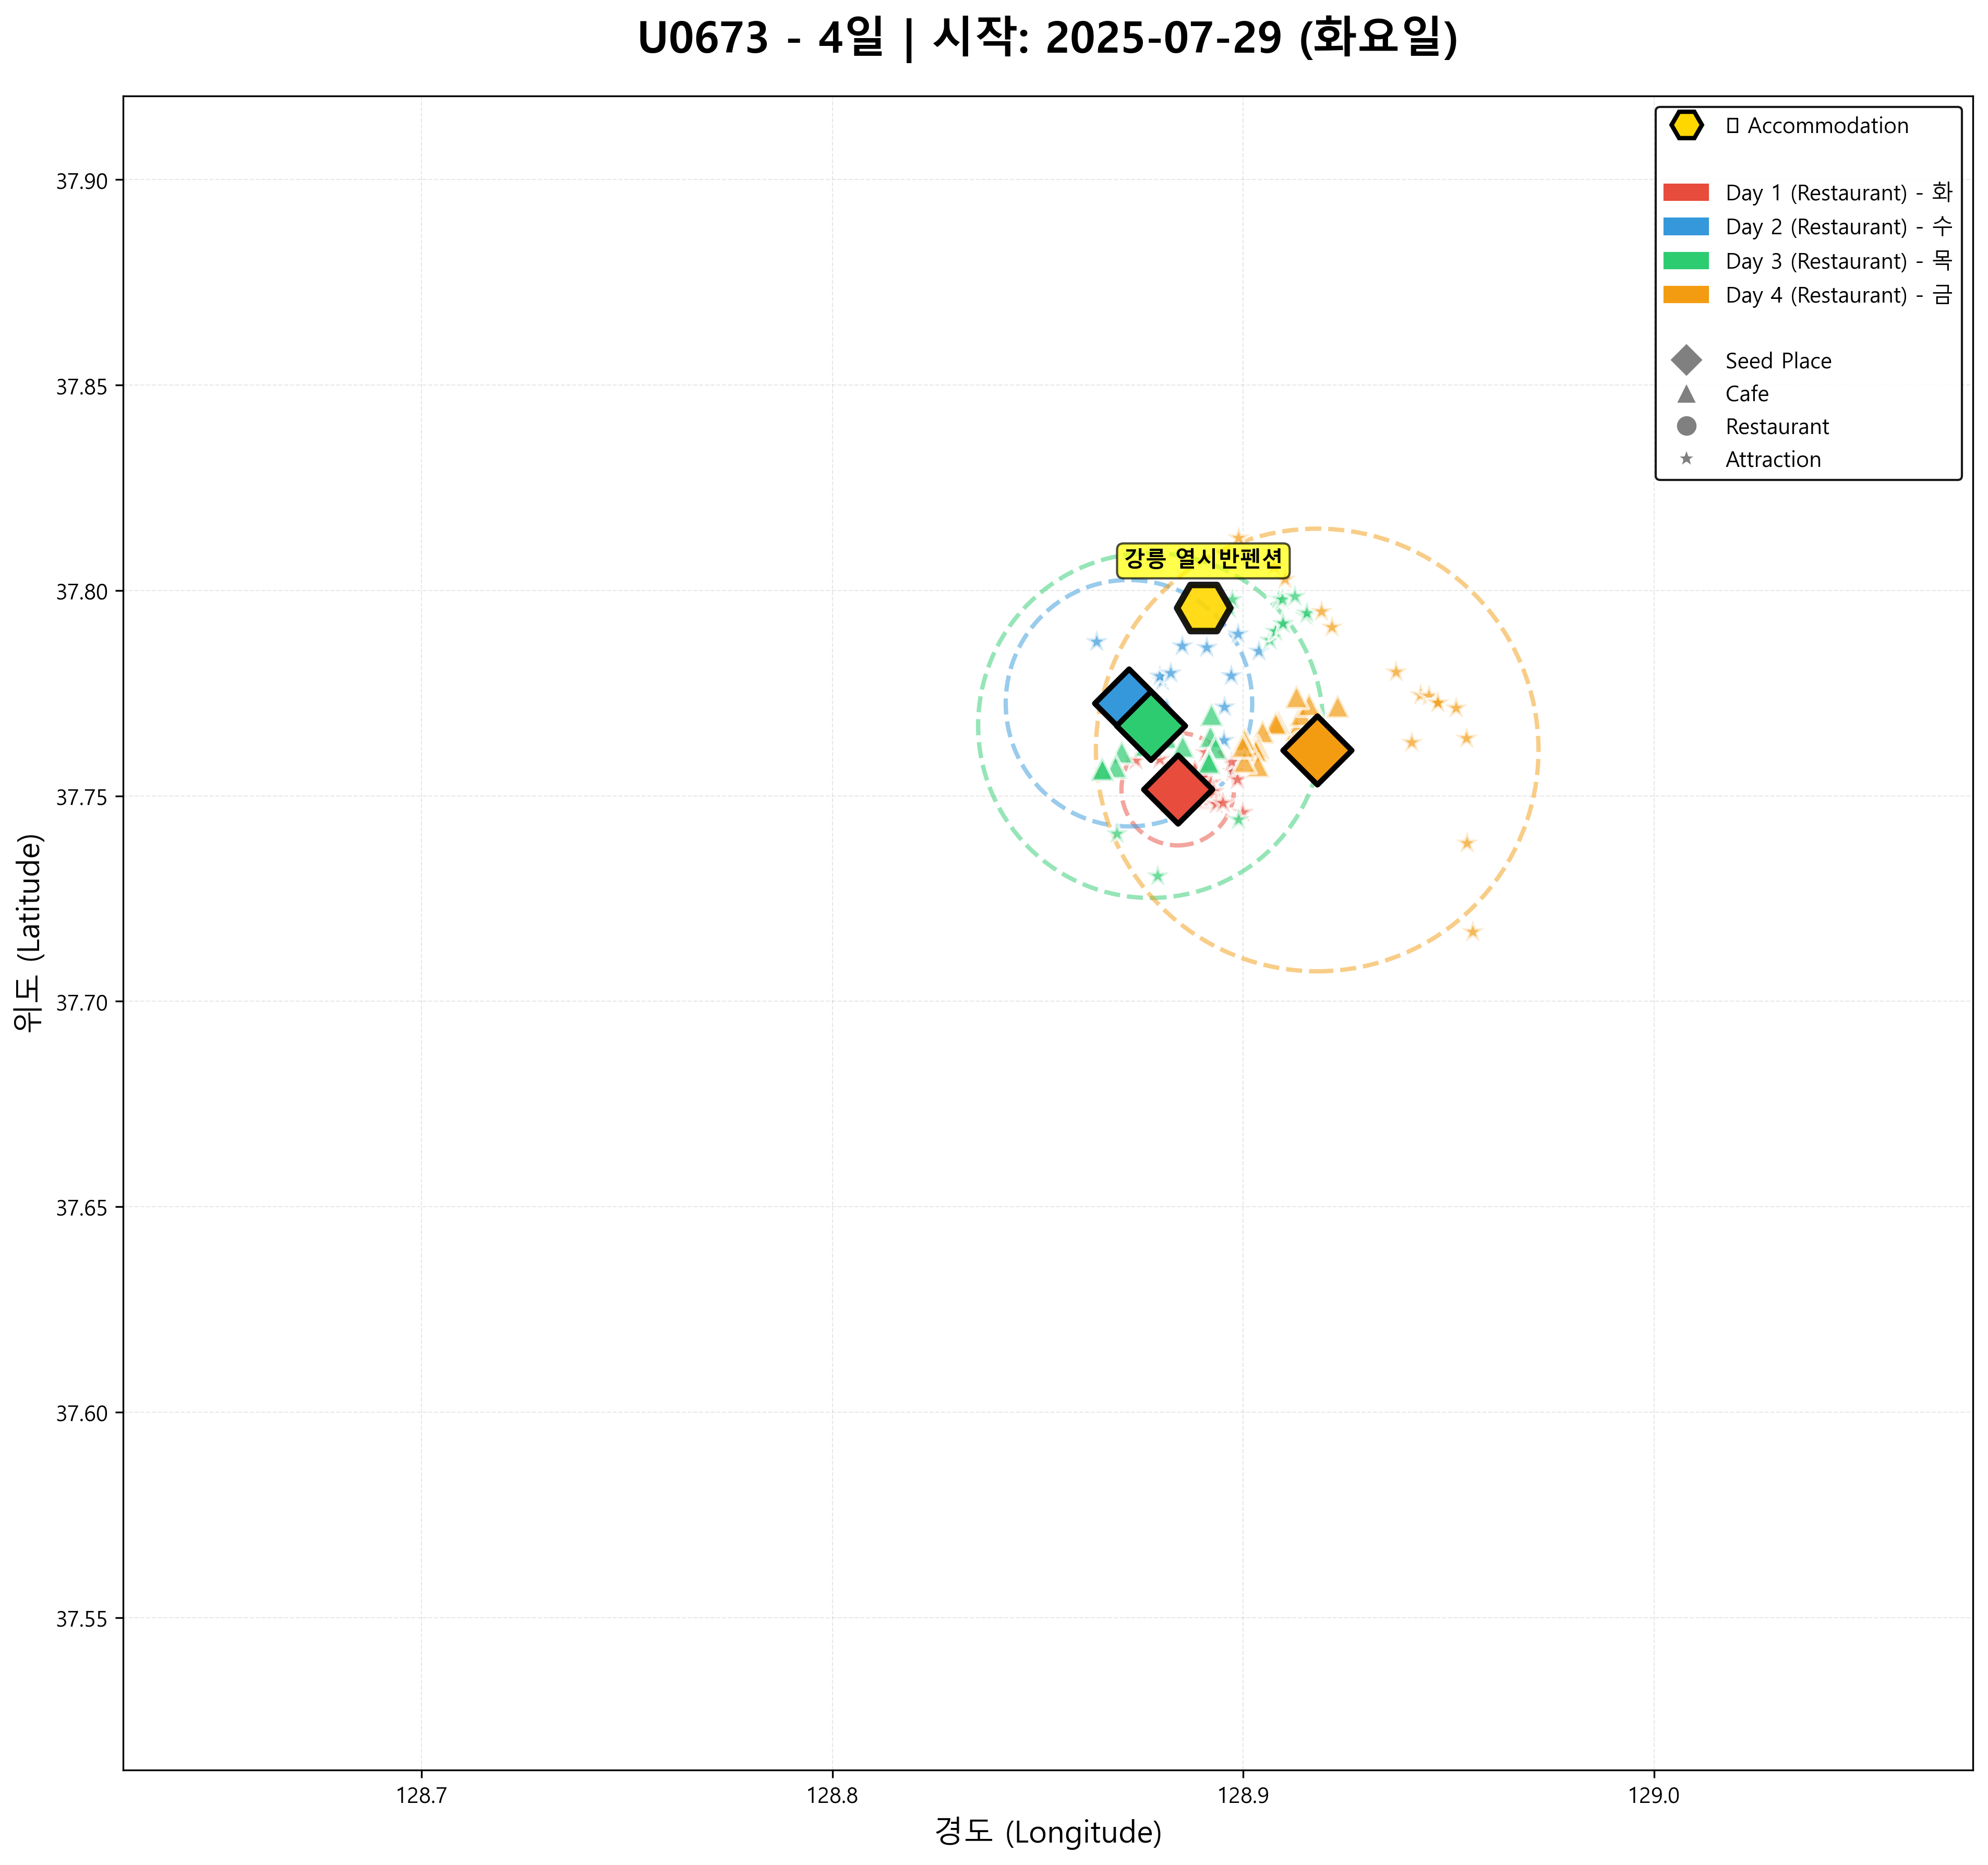 U0673 - 4일 | 시작: 2025-07-29 (화요일)
Accommodation
Day 1 (Restaurant) - 화
Day 2 (Restaurant) - 수
Day 3 (Restaurant) - 목
Day 4 (Restaurant) - 금
Seed Place
Cafe
Restaurant
Attraction
강릉 열시반펜션
37.90
37.85
37.80
37.75
37.70
37.65
37.60
37.55
위도 (Latitude)
128.7
128.8
128.9
129.0
경도 (Longitude)